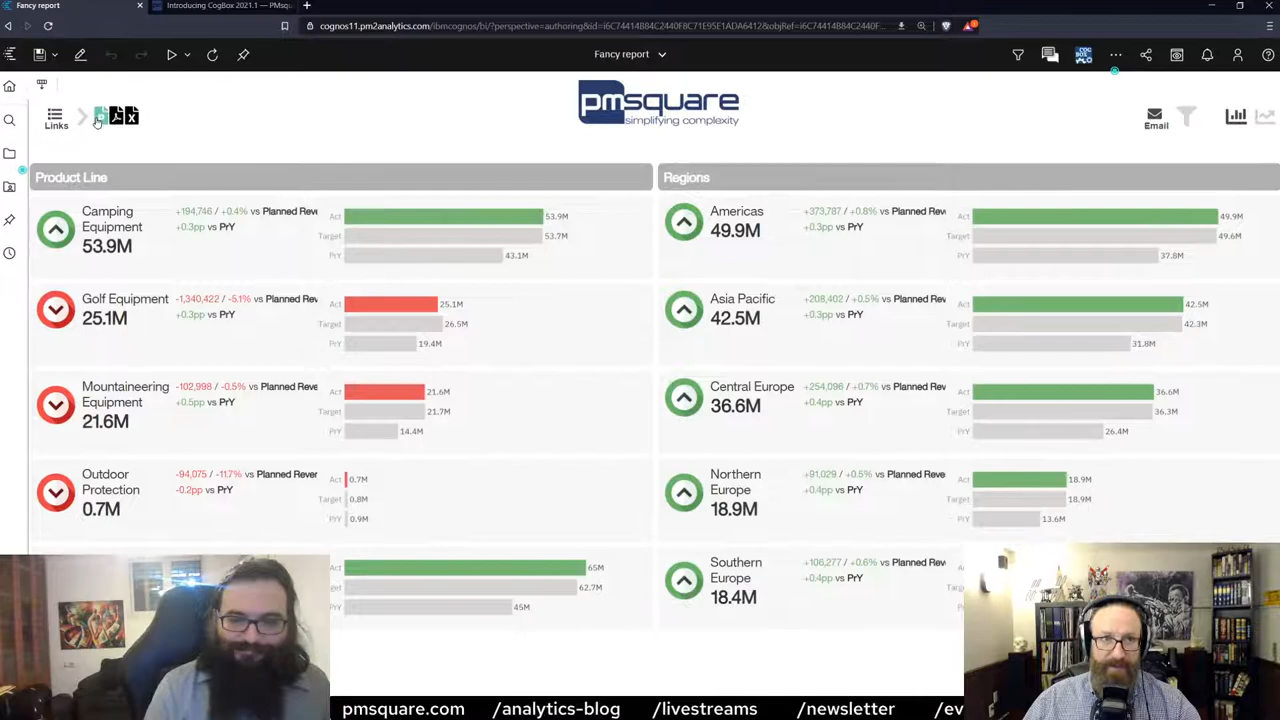 Fancy report
Introducing CogBox 2021.1 — PMsqu
cognos11.pm2analytics.com/ibmcognos/bi/?perspective=authoring&id=i6C74414B84C2440F8C71E95E1ADA6412&objRef=i6C74414B84C2440F...
Fancy report
Links
pmsquare
simplifying complexity
Email
Product Line
Regions
Camping Equipment
53.9M
+194,746 / +0.4% vs Planned Reve
+0.3pp vs PrY
Act 53.9M
Target 53.7M
PrY 43.1M
Americas
49.9M
+373,787 / +0.8% vs Planned Reve
+0.3pp vs PrY
Act 49.9M
Target 49.6M
PrY 37.8M
Golf Equipment
25.1M
-1,340,422 / -5.1% vs Planned Reve
+0.3pp vs PrY
Act 25.1M
Target 26.5M
PrY 19.4M
Asia Pacific
42.5M
+208,402 / +0.5% vs Planned Reve
+0.3pp vs PrY
Act 42.5M
Target 42.3M
PrY 31.8M
Mountaineering Equipment
21.6M
-102,998 / -0.5% vs Planned Reve
+0.5pp vs PrY
Act 21.6M
Target 21.7M
PrY 14.4M
Central Europe
36.6M
+254,096 / +0.7% vs Planned Reve
+0.4pp vs PrY
Act 36.6M
Target 36.3M
PrY 26.4M
Outdoor Protection
0.7M
-94,075 / -11.7% vs Planned Reve
-0.2pp vs PrY
Act 0.7M
Target 0.8M
PrY 0.9M
Northern Europe
18.9M
+91,029 / +0.5% vs Planned Reve
+0.4pp vs PrY
Act 18.9M
Target 18.9M
PrY 13.6M
65M
62.7M
45M
Southern Europe
18.4M
+106,277 / +0.6% vs Planned Reve
+0.4pp vs PrY
pmsquare.com /analytics-blog /livestreams /newsletter /ev